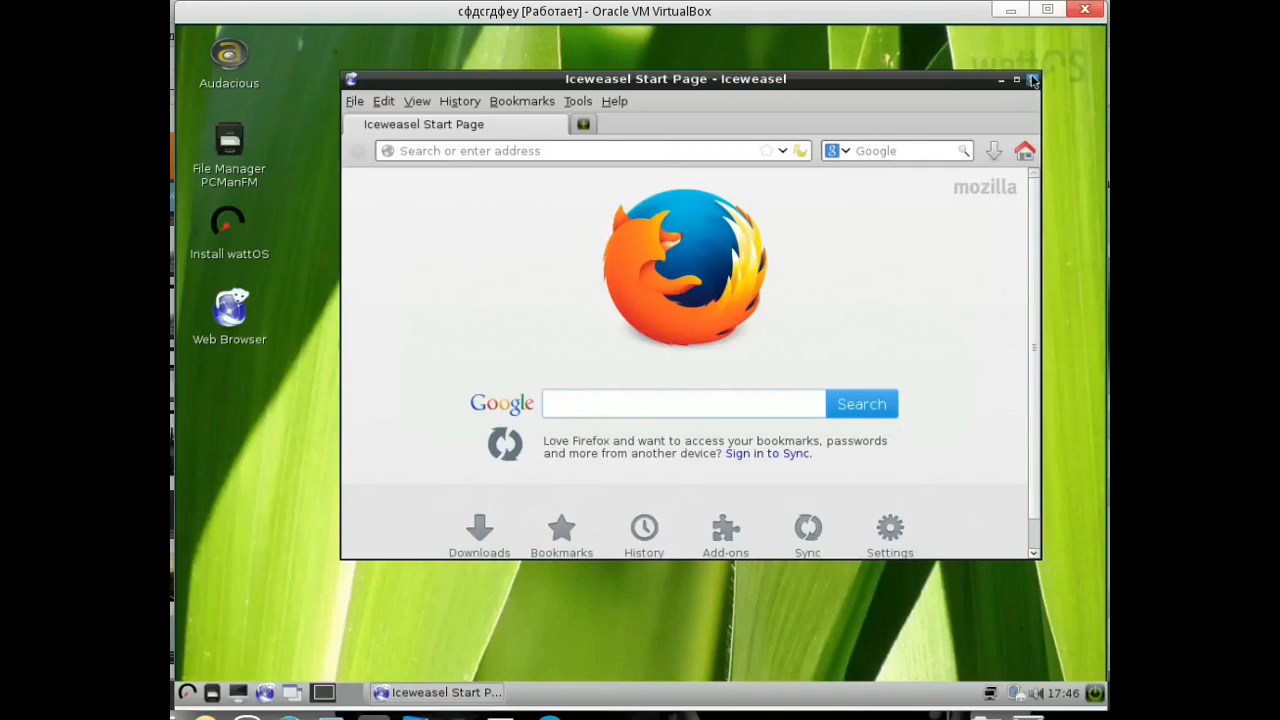 сфдсгдфеу [Работает] - Oracle VM VirtualBox
wattOS
Audacious
File Manager
PCManFM
Install wattOS
Web Browser
Iceweasel Start Page - Iceweasel
File Edit View History Bookmarks Tools Help
Iceweasel Start Page
Search or enter address
8 Google
mozilla
Google
Search
Love Firefox and want to access your bookmarks, passwords
and more from another device? Sign in to Sync.
Downloads Bookmarks History Add-ons Sync Settings
Iceweasel Start P...
17:46